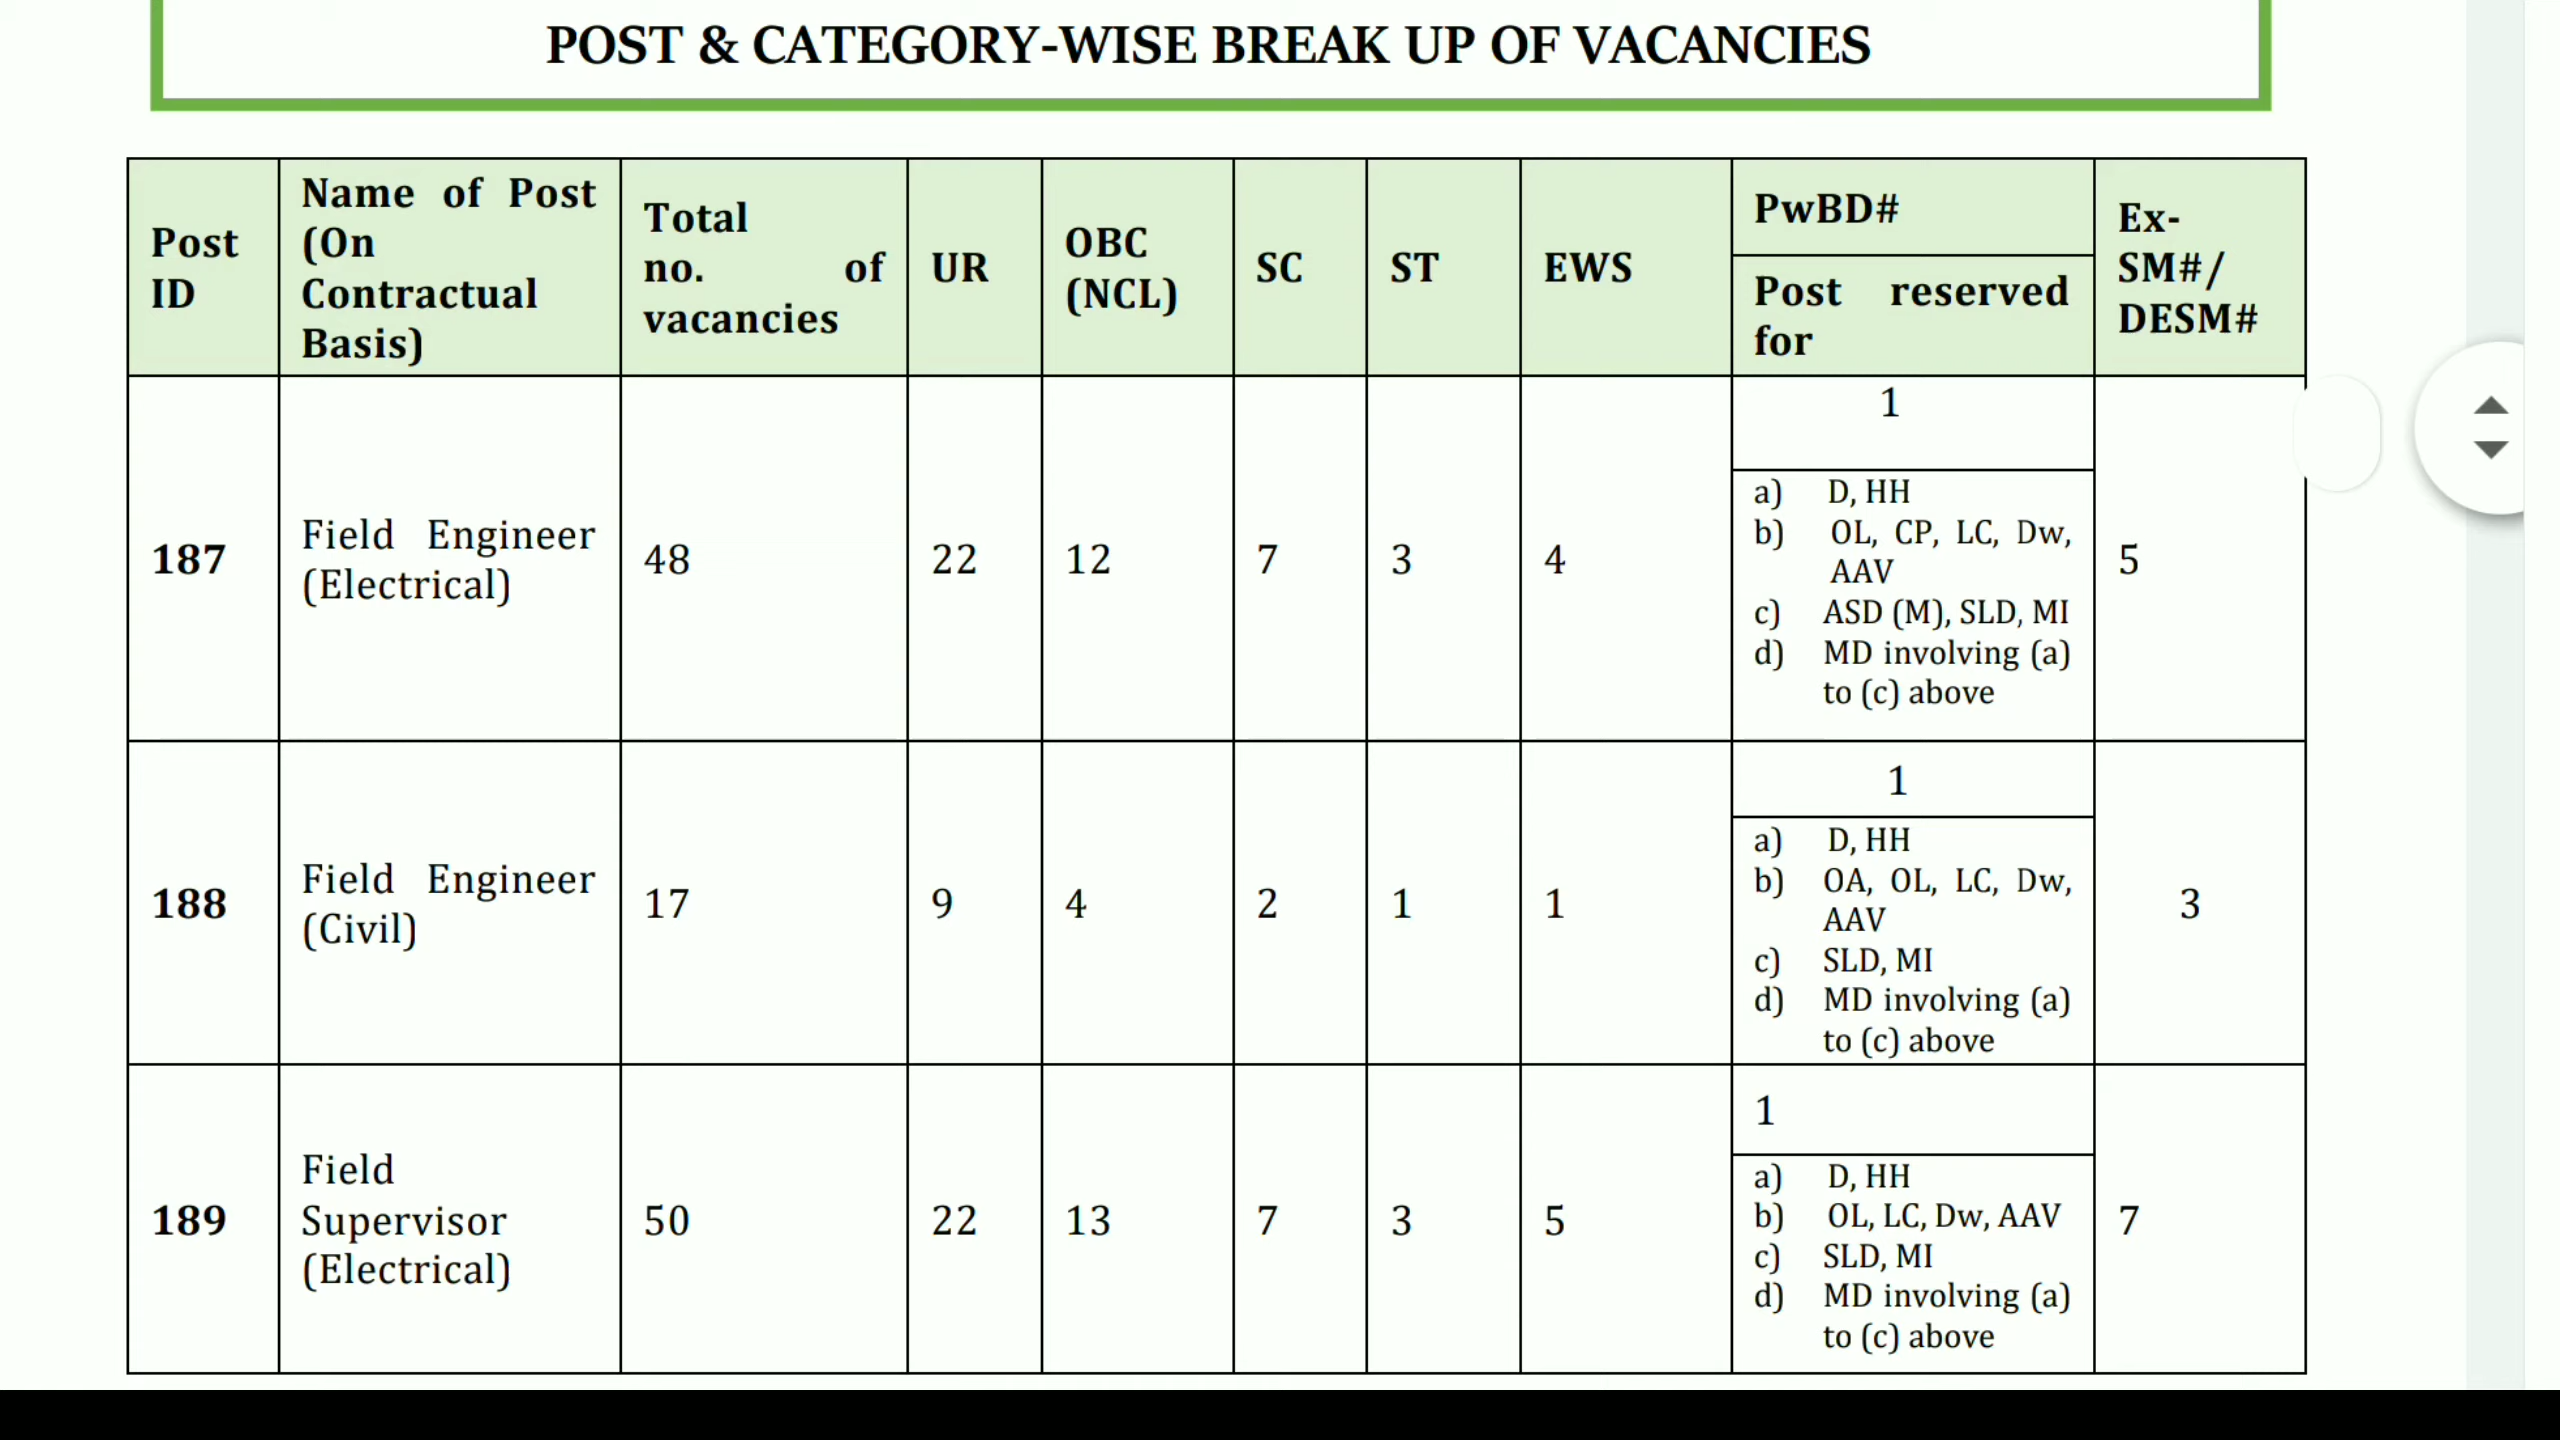 POST & CATEGORY-WISE BREAK UP OF VACANCIES
Post
ID
Name of Post
(On
Contractual
Basis)
Total
no. of
vacancies
UR
OBC
(NCL)
SC
ST
EWS
PwBD#
Post reserved
for
Ex-
SM#/
DESM#
187
Field Engineer
(Electrical)
48
22
12
7
3
4
1
a) D, HH
b) OL, CP, LC, Dw,
AAV
c) ASD (M), SLD, MI
d) MD involving (a)
to (c) above
5
188
Field Engineer
(Civil)
17
9
4
2
1
1
1
a) D, HH
b) OA, OL, LC, Dw,
AAV
c) SLD, MI
d) MD involving (a)
to (c) above
3
189
Field
Supervisor
(Electrical)
50
22
13
7
3
5
1
a) D, HH
b) OL, LC, Dw, AAV
c) SLD, MI
d) MD involving (a)
to (c) above
7